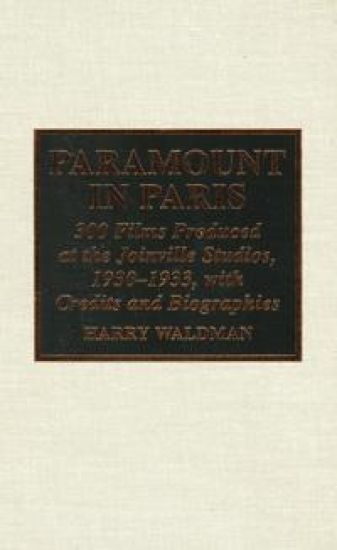 PARAMOUNT
IN PARIS
300 Films Produced
at the Joinville Studios,
1930–1933, with
Credits and Biographies
HARRY WALDMAN